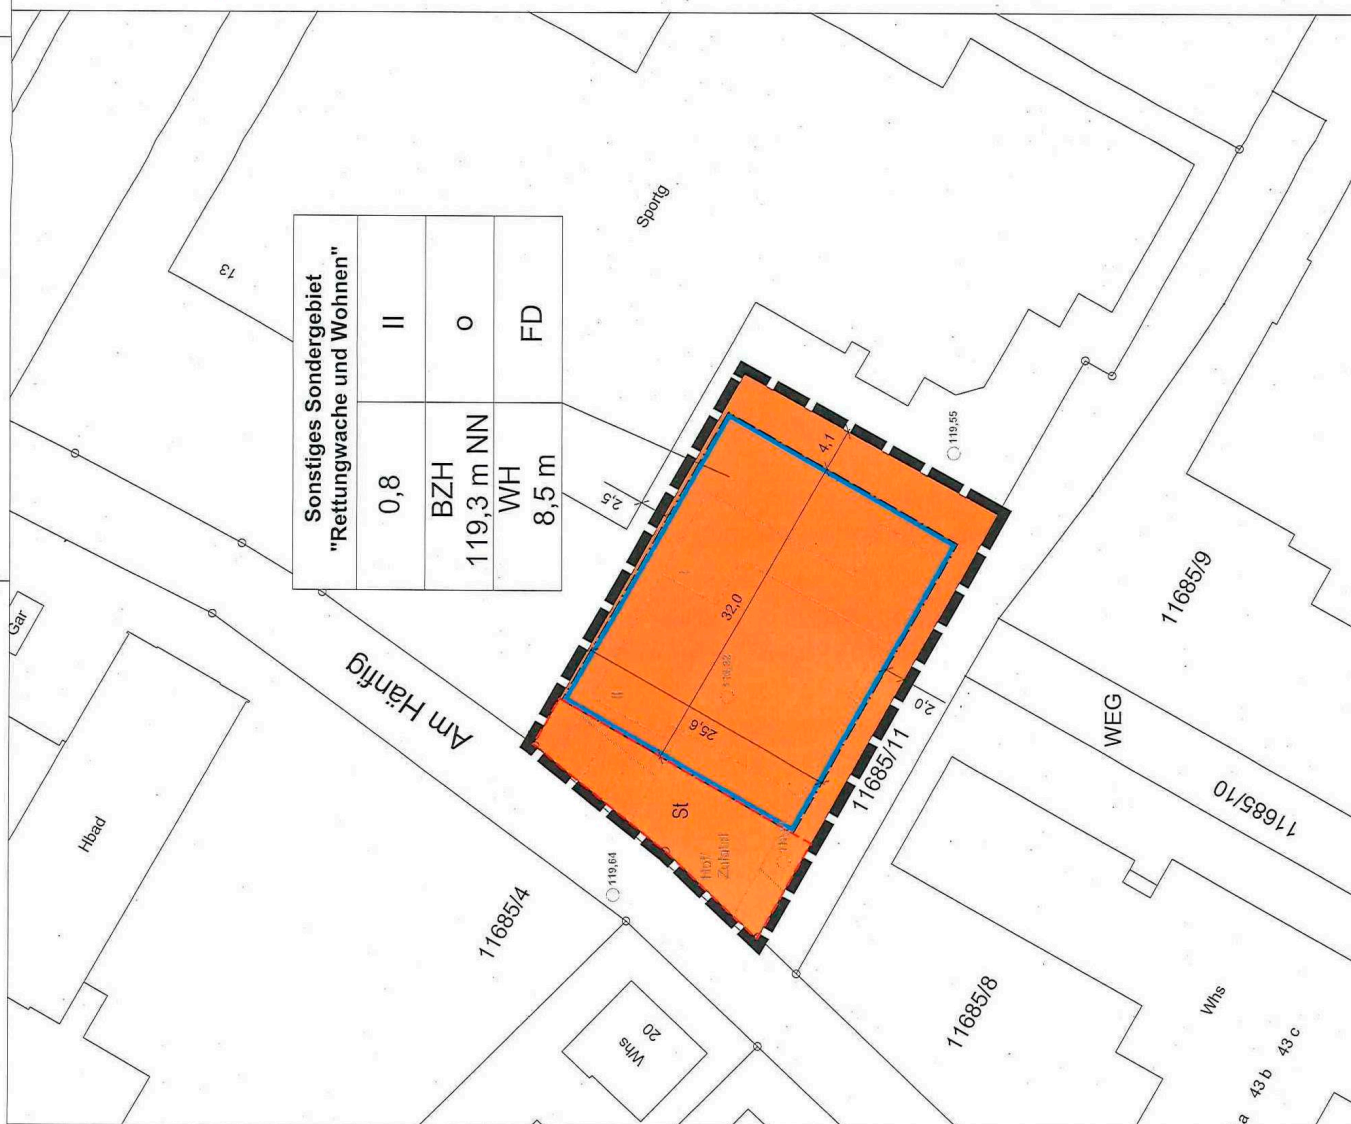 Sonstiges Sondergebiet
"Rettungwache und Wohnen"
0,8
II
BZH
119,3 m NN
o
WH
8,5 m
FD
13
Sportg
Gar
Hbad
Am Hänfig
2,5
4,1
32,0
25,6
2,0
119,55
119,64
II
St
Hof/
Zufahrt
11685/4
11685/11
11685/9
WEG
11685/10
11685/8
Whs
20
Whs
a 43 b 43 c